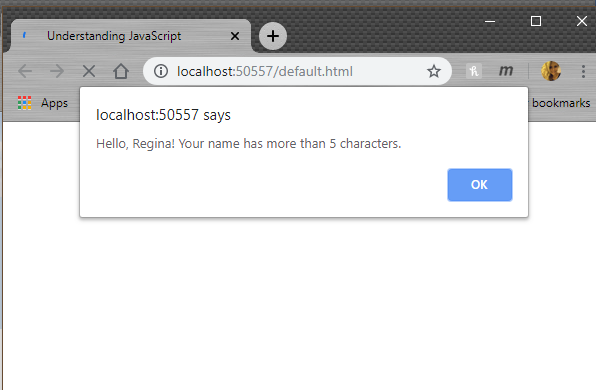 Understanding JavaScript
localhost:50557/default.html
m
Apps
bookmarks
localhost:50557 says
Hello, Regina! Your name has more than 5 characters.
OK